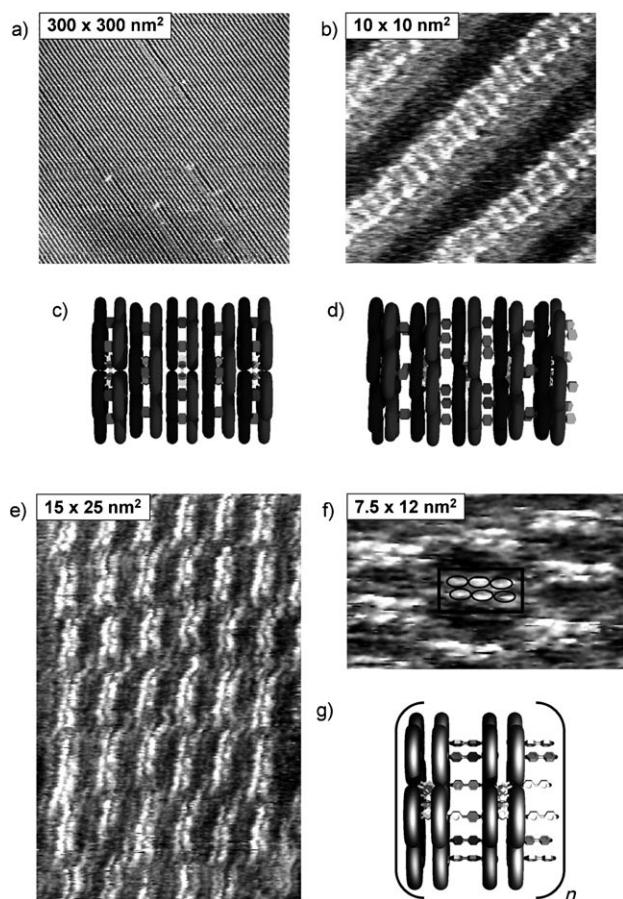 a)
300 x 300 nm²
b)
10 x 10 nm²
c)
d)
e)
15 x 25 nm²
f)
7.5 x 12 nm²
g)
n